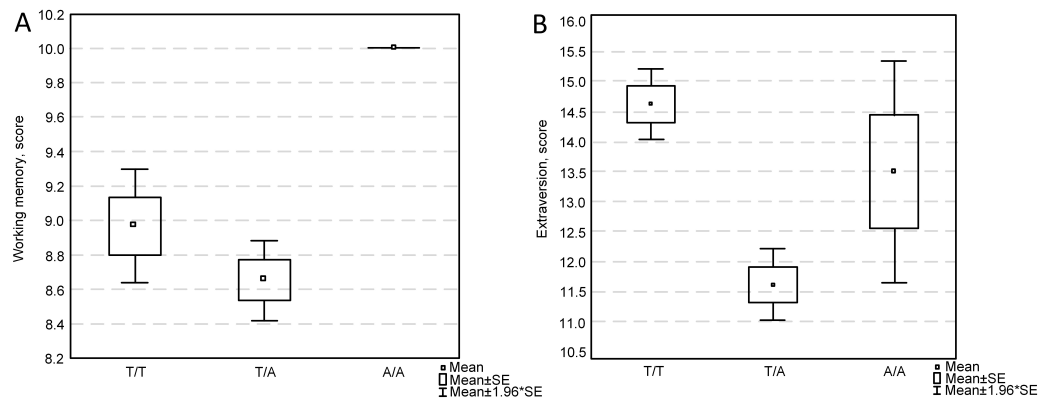 A
Working memory, score
10.2
10.0
9.8
9.6
9.4
9.2
9.0
8.8
8.6
8.4
8.2
T/T T/A A/A
Mean
Mean±SE
Mean±1.96*SE
B
Extraversion, score
16.0
15.5
15.0
14.5
14.0
13.5
13.0
12.5
12.0
11.5
11.0
10.5
T/T T/A A/A
Mean
Mean±SE
Mean±1.96*SE